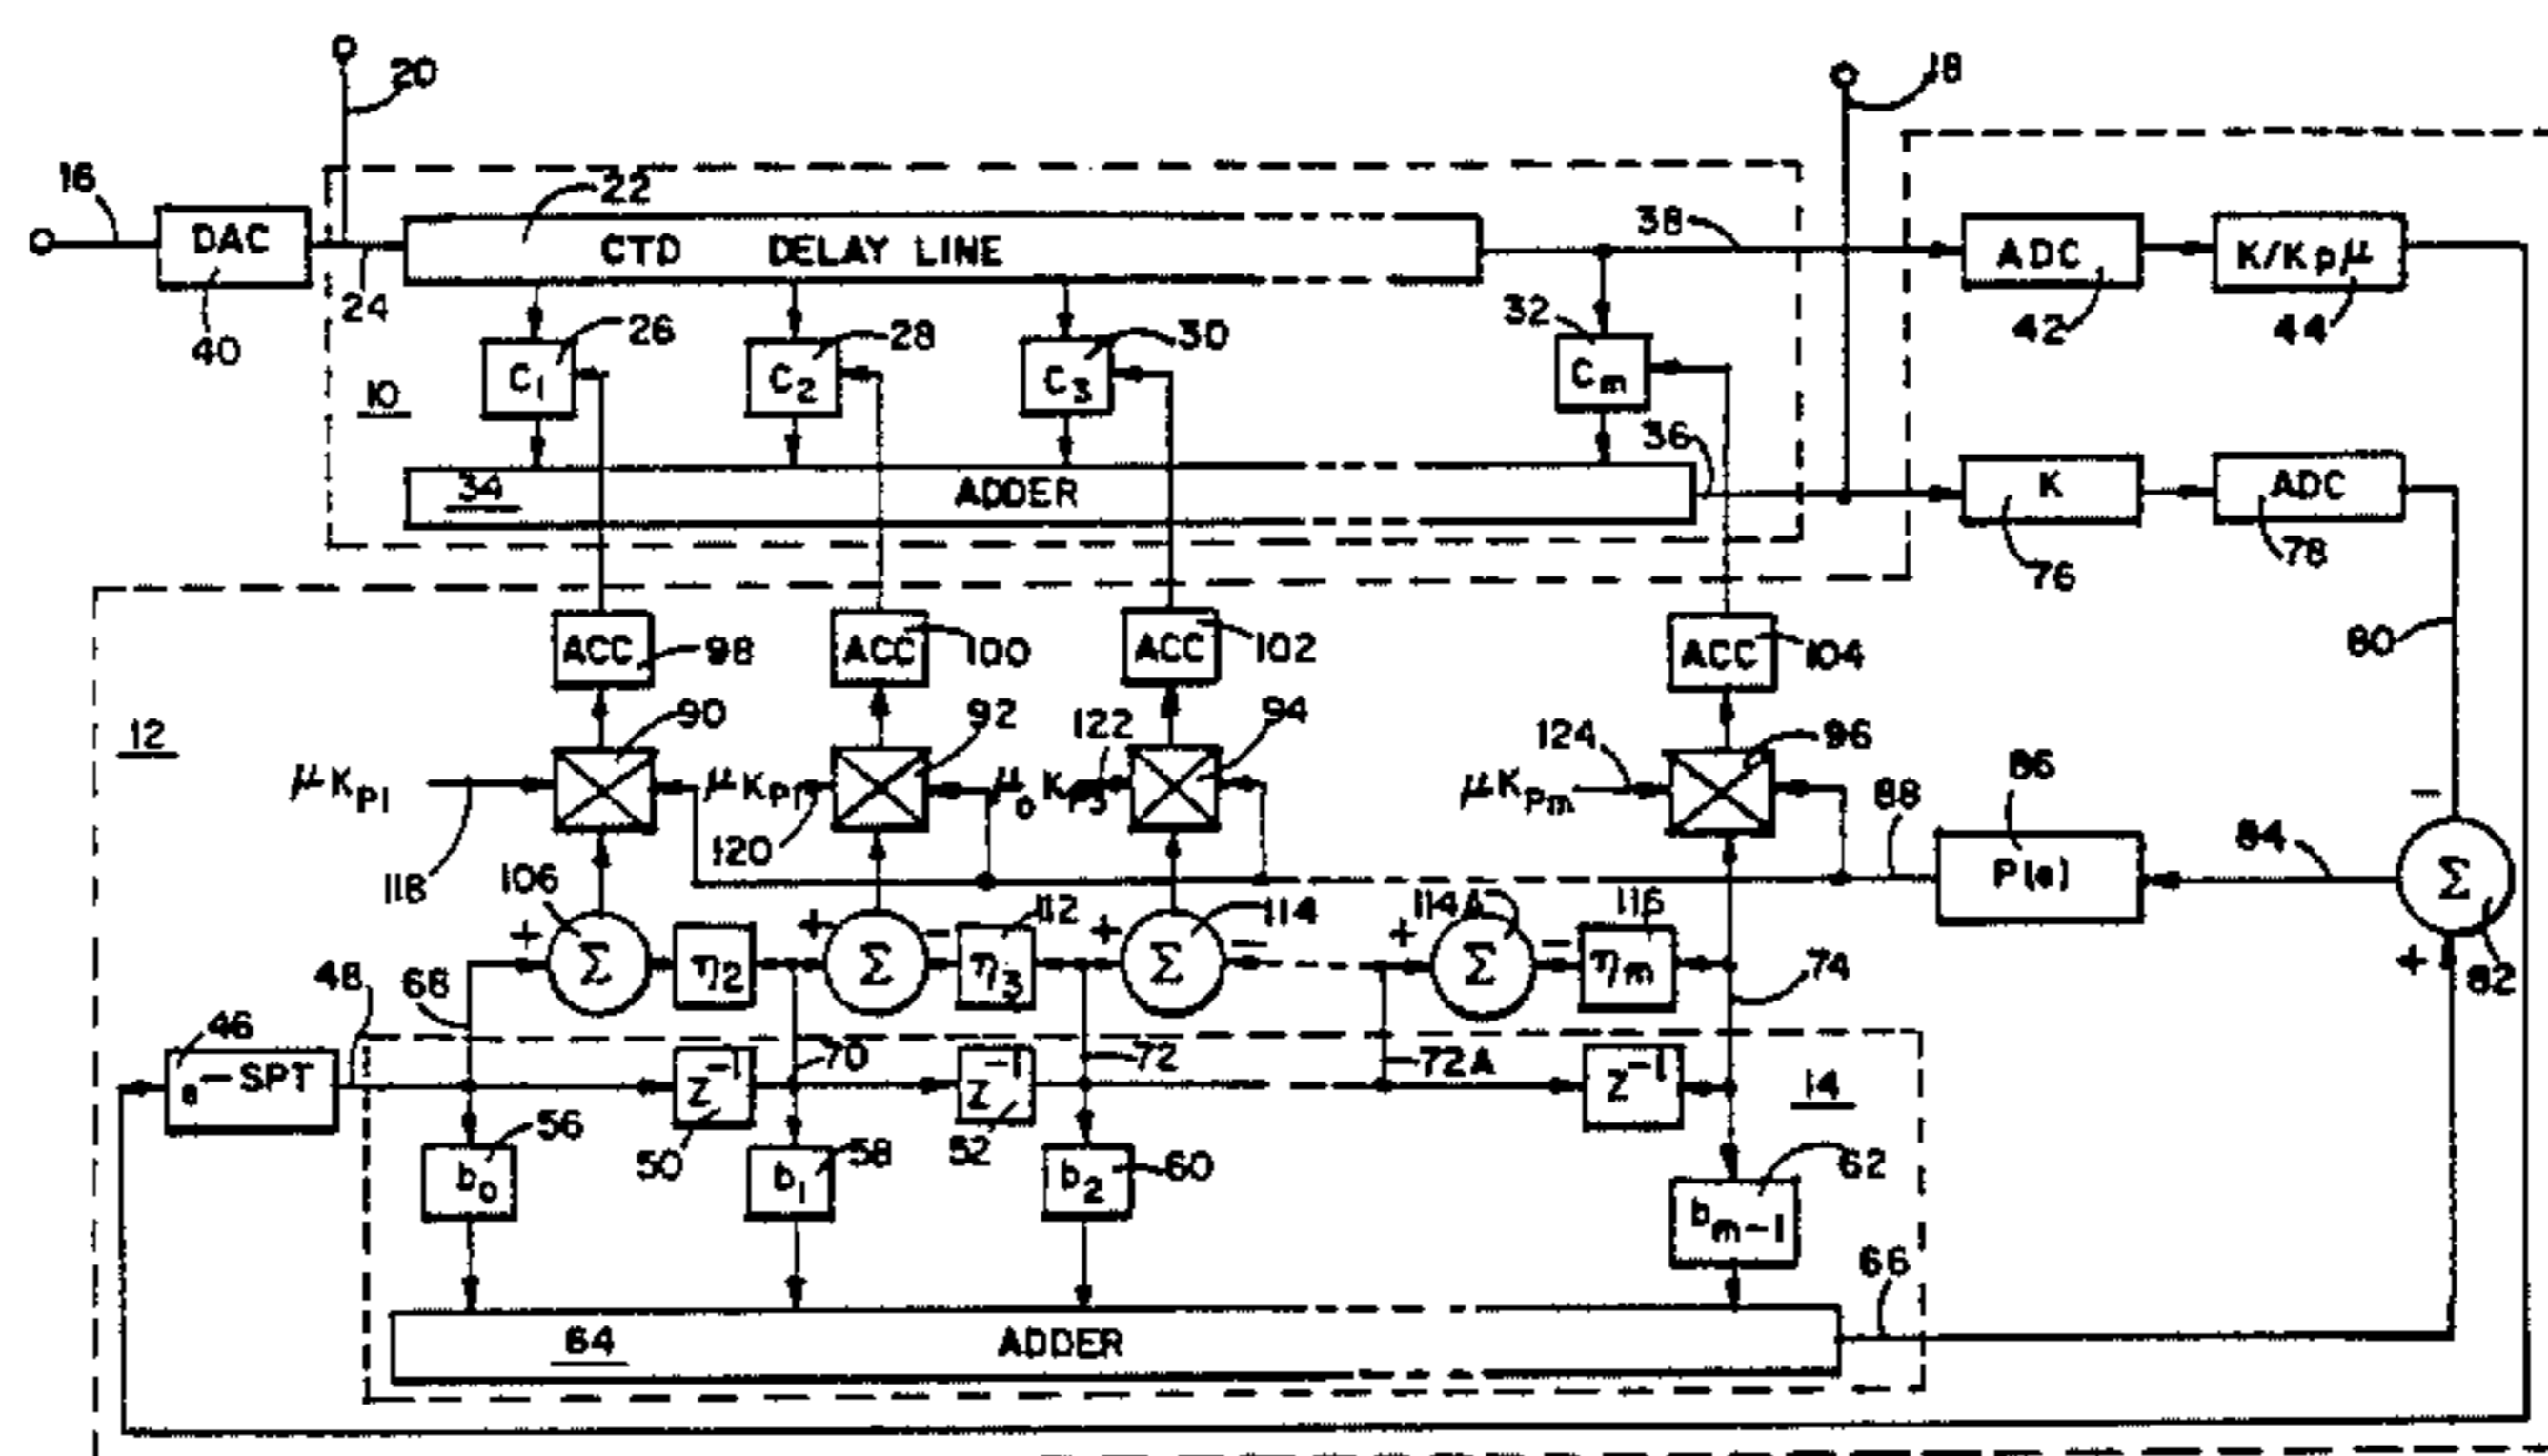 20
18
16
DAC
22
38
CTD DELAY LINE
ADC
K/Kpμ
24
40
26
28
30
32
42
44
10
C1
C2
C3
Cm
36
34
ADDER
K
ADC
76
78
ACC
98
ACC
100
ACC
102
ACC
104
80
12
90
92
122
94
124
96
86
μKp1
μKp1
μ0Kp3
μKpm
88
118
120
106
P(e)
84
Σ
82
−
+
112
114
114A
116
+
Σ
η2
+
Σ
−
η3
+
Σ
−
+
Σ
−
ηm
48
68
74
46
e−SPT
70
72
72A
z−1
z−1
z−1
14
56
50
58
52
60
62
b0
b1
b2
bm−1
66
64
ADDER